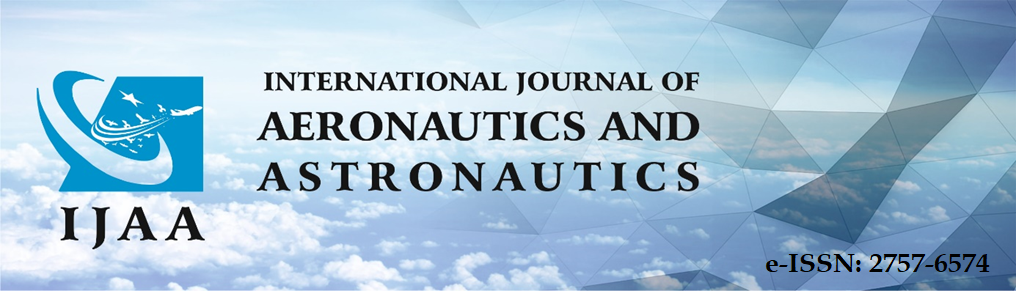 INTERNATIONAL JOURNAL OF
AERONAUTICS AND
ASTRONAUTICS
IJAA
e-ISSN: 2757-6574